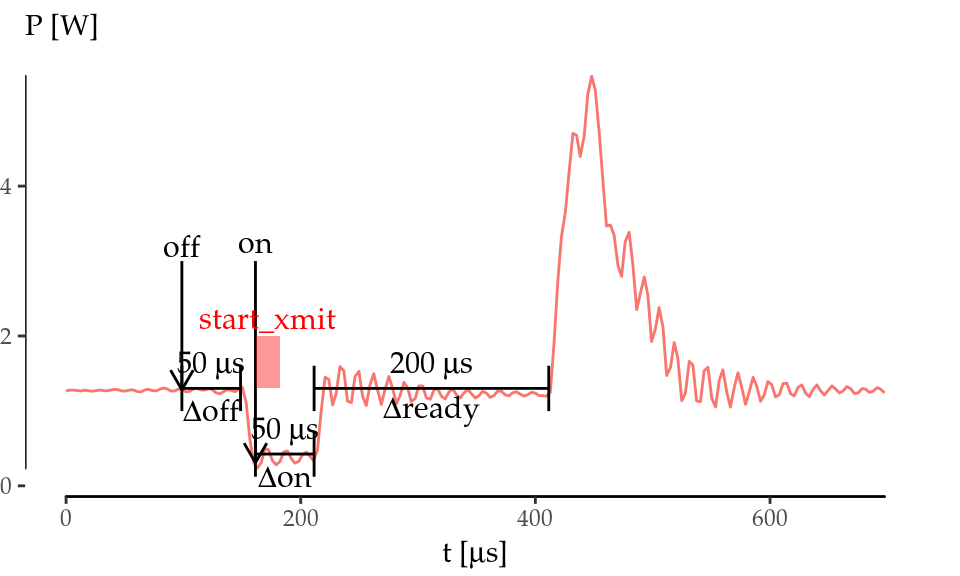 P [W]
4
off
on
start_xmit
2
50 µs
200 µs
Δoff
Δready
50 µs
Δon
0
0
200
400
600
t [µs]